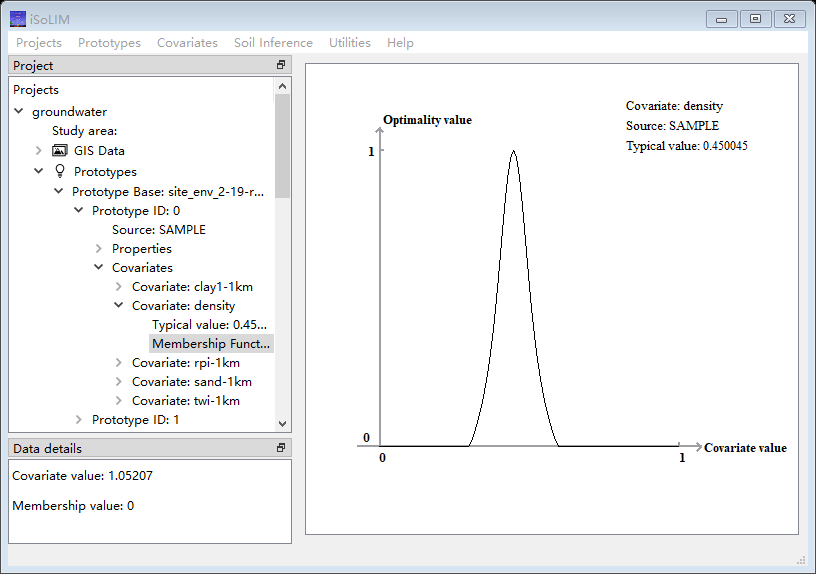 iSoLIM
Projects Prototypes Covariates Soil Inference Utilities Help
Project
Projects
groundwater
Study area:
GIS Data
Prototypes
Prototype Base: site_env_2-19-r...
Prototype ID: 0
Source: SAMPLE
Properties
Covariates
Covariate: clay1-1km
Covariate: density
Typical value: 0.45...
Membership Funct...
Covariate: rpi-1km
Covariate: sand-1km
Covariate: twi-1km
Prototype ID: 1
Data details
Covariate value: 1.05207
Membership value: 0
Covariate: density
Source: SAMPLE
Typical value: 0.450045
Optimality value
1
0
0
1
Covariate value